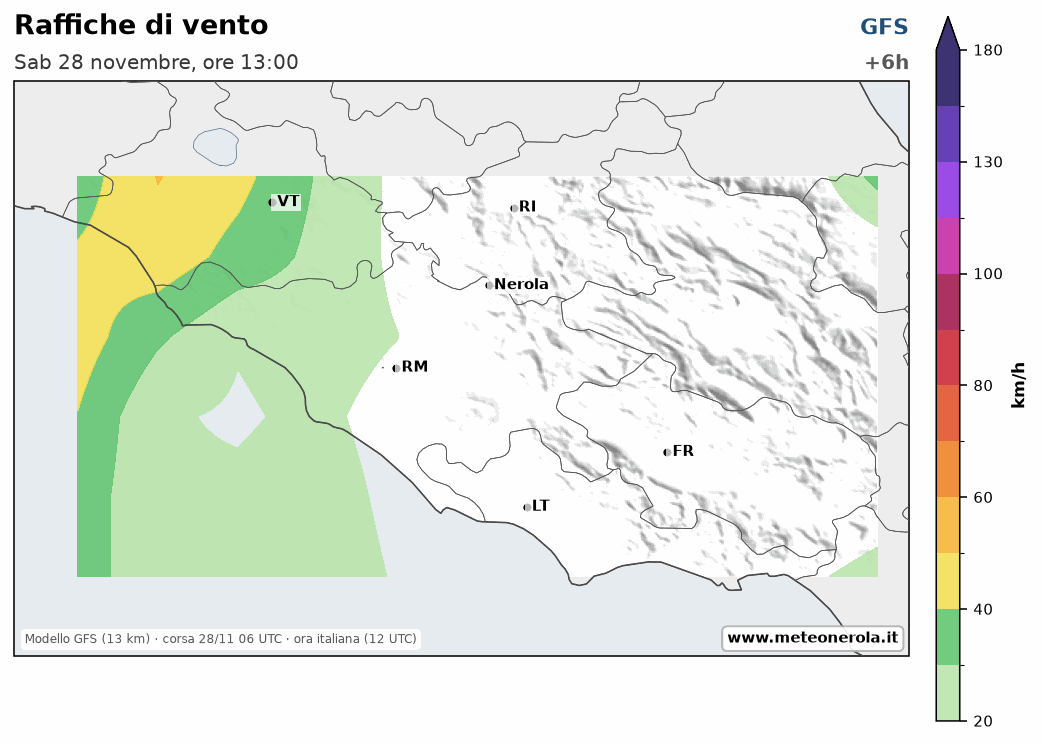 Raffiche di vento
GFS
Sab 28 novembre, ore 13:00
+6h
180
130
100
80
60
40
20
km/h
VT
RI
Nerola
RM
FR
LT
Modello GFS (13 km) · corsa 28/11 06 UTC · ora italiana (12 UTC)
www.meteonerola.it